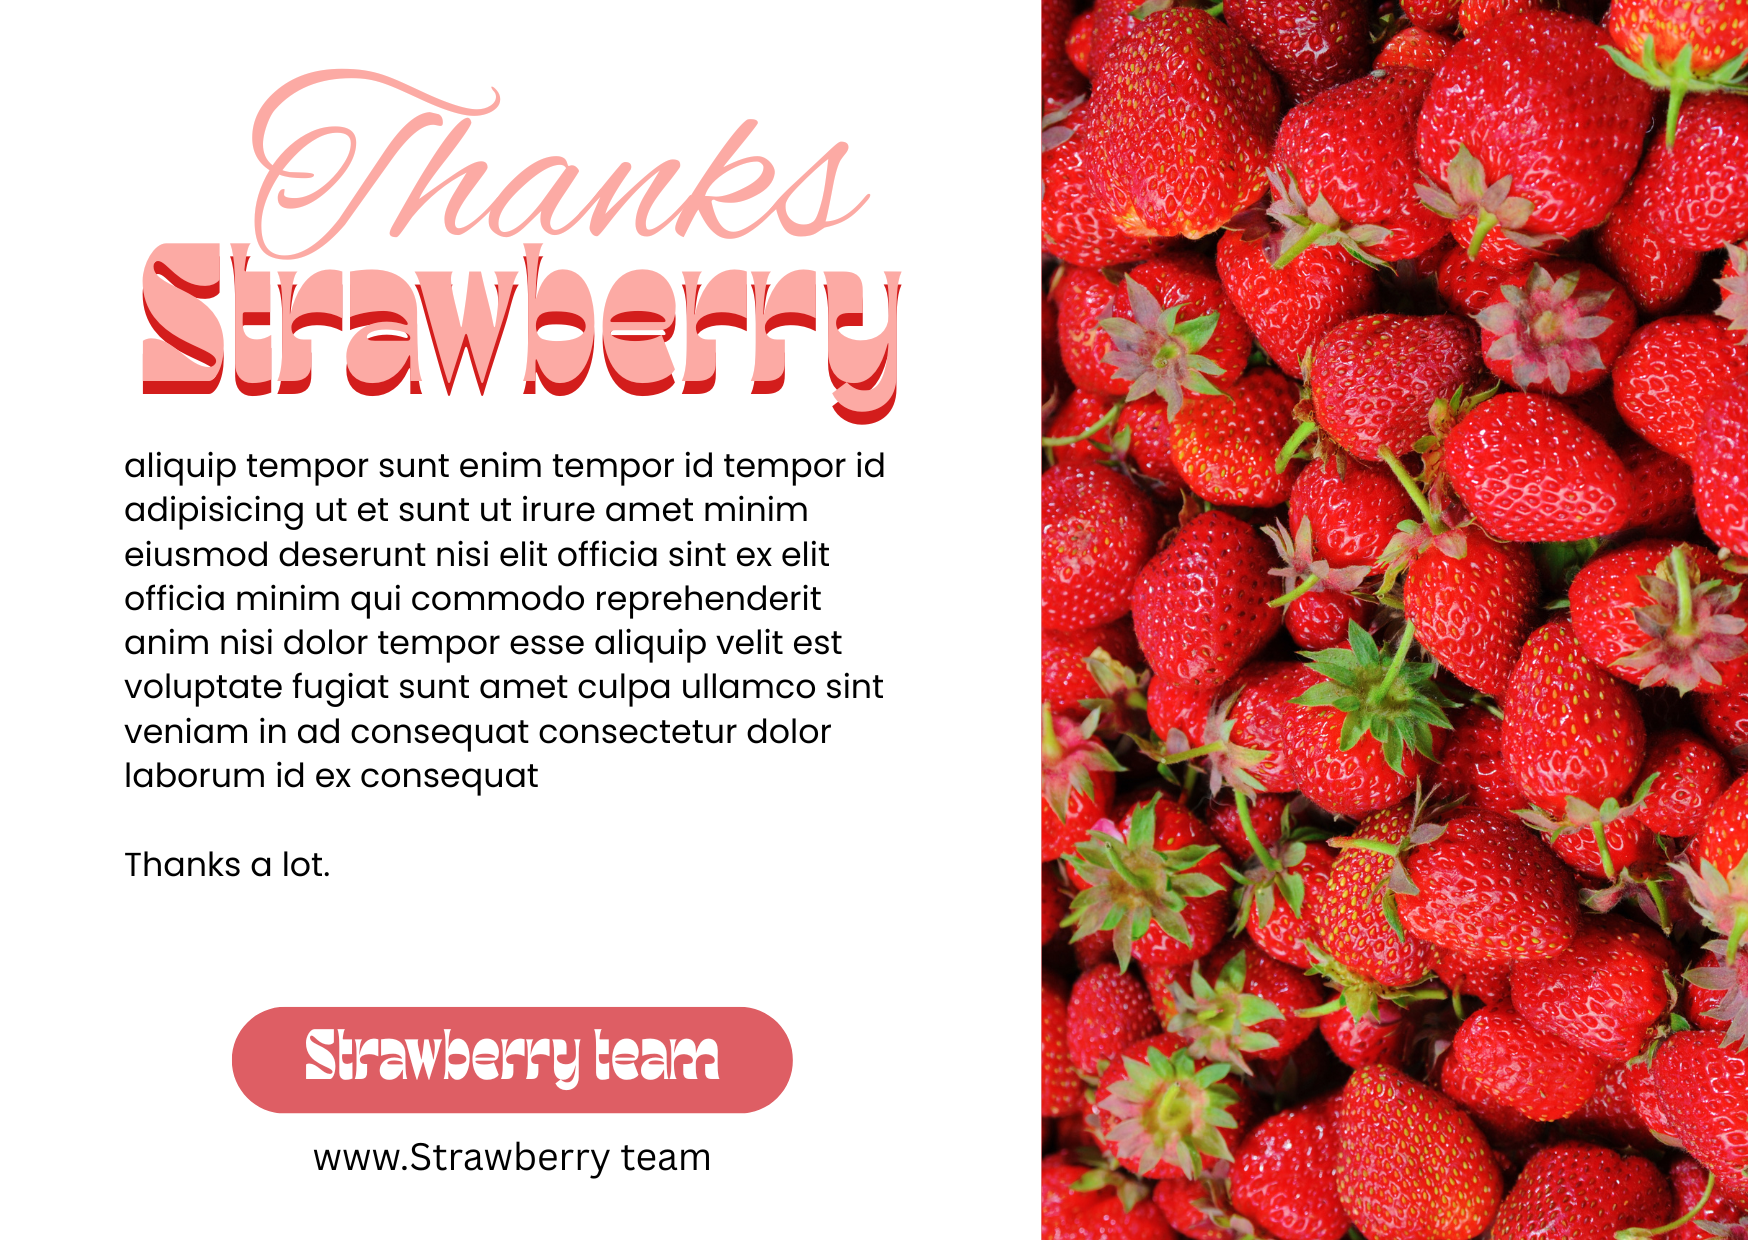 Thanks
Strawberry
aliquip tempor sunt enim tempor id tempor id
adipisicing ut et sunt ut irure amet minim
eiusmod deserunt nisi elit officia sint ex elit
officia minim qui commodo reprehenderit
anim nisi dolor tempor esse aliquip velit est
voluptate fugiat sunt amet culpa ullamco sint
veniam in ad consequat consectetur dolor
laborum id ex consequat
Thanks a lot.
Strawberry team
www.Strawberry team